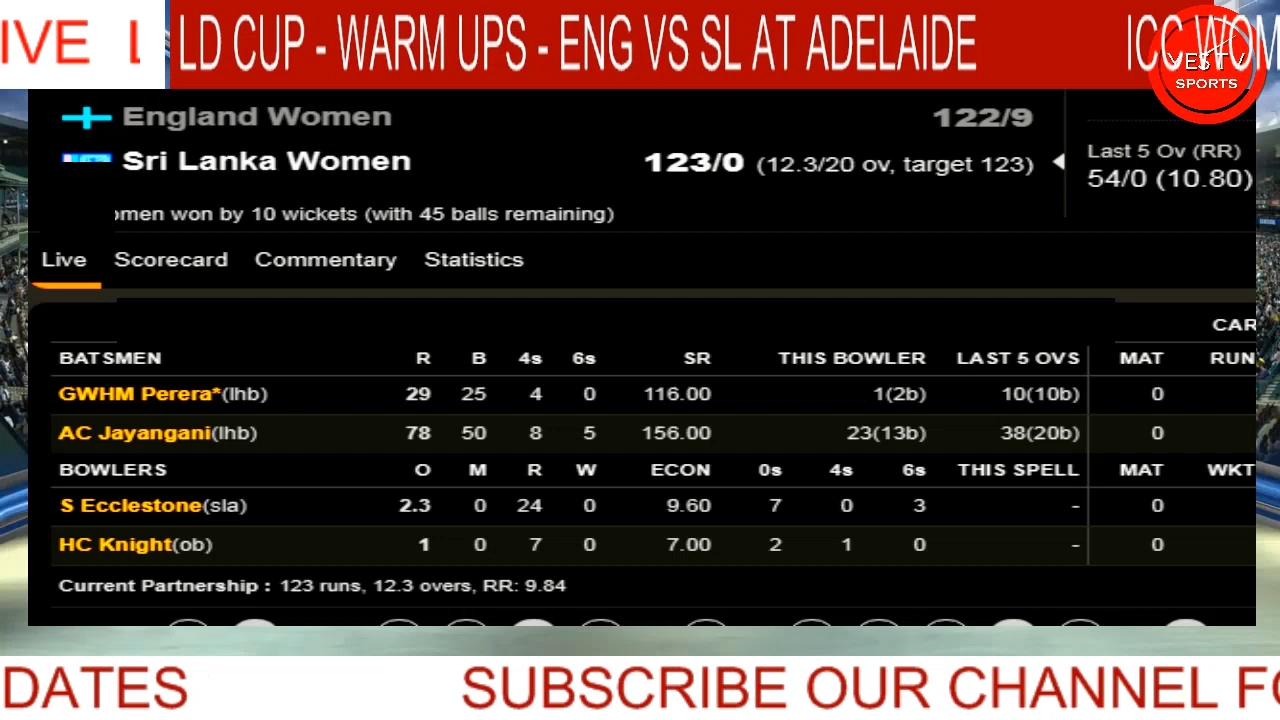 IVE L
LD CUP - WARM UPS - ENG VS SL AT ADELAIDE ICC WOM
YES TV
SPORTS
England Women 122/9
Sri Lanka Women 123/0 (12.3/20 ov, target 123)
Last 5 Ov (RR)
54/0 (10.80)
omen won by 10 wickets (with 45 balls remaining)
Live Scorecard Commentary Statistics
CAR
BATSMEN R B 4s 6s SR THIS BOWLER LAST 5 OVS MAT RUN
GWHM Perera*(lhb) 29 25 4 0 116.00 1(2b) 10(10b) 0
AC Jayangani(lhb) 78 50 8 5 156.00 23(13b) 38(20b) 0
BOWLERS O M R W ECON 0s 4s 6s THIS SPELL MAT WKT
S Ecclestone(sla) 2.3 0 24 0 9.60 7 0 3 - 0
HC Knight(ob) 1 0 7 0 7.00 2 1 0 - 0
Current Partnership : 123 runs, 12.3 overs, RR: 9.84
DATES SUBSCRIBE OUR CHANNEL FO